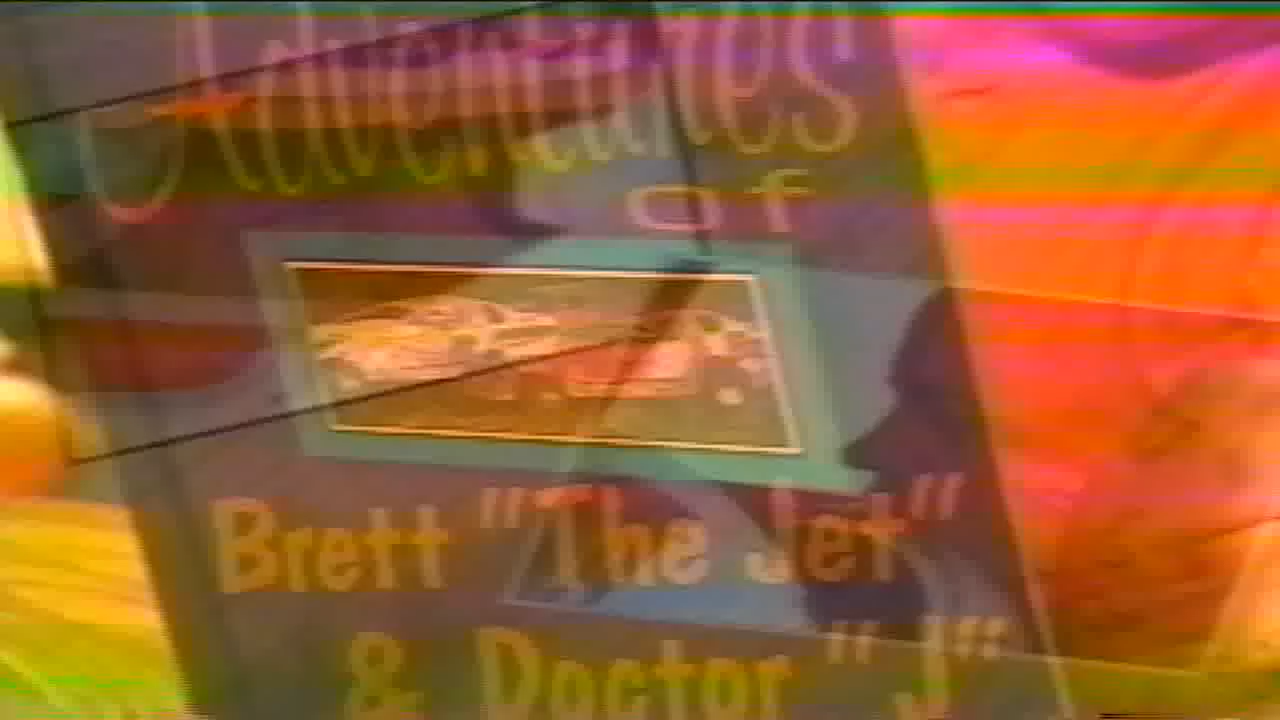 Adventures
of
Brett "The Jet"
& Doctor "J"